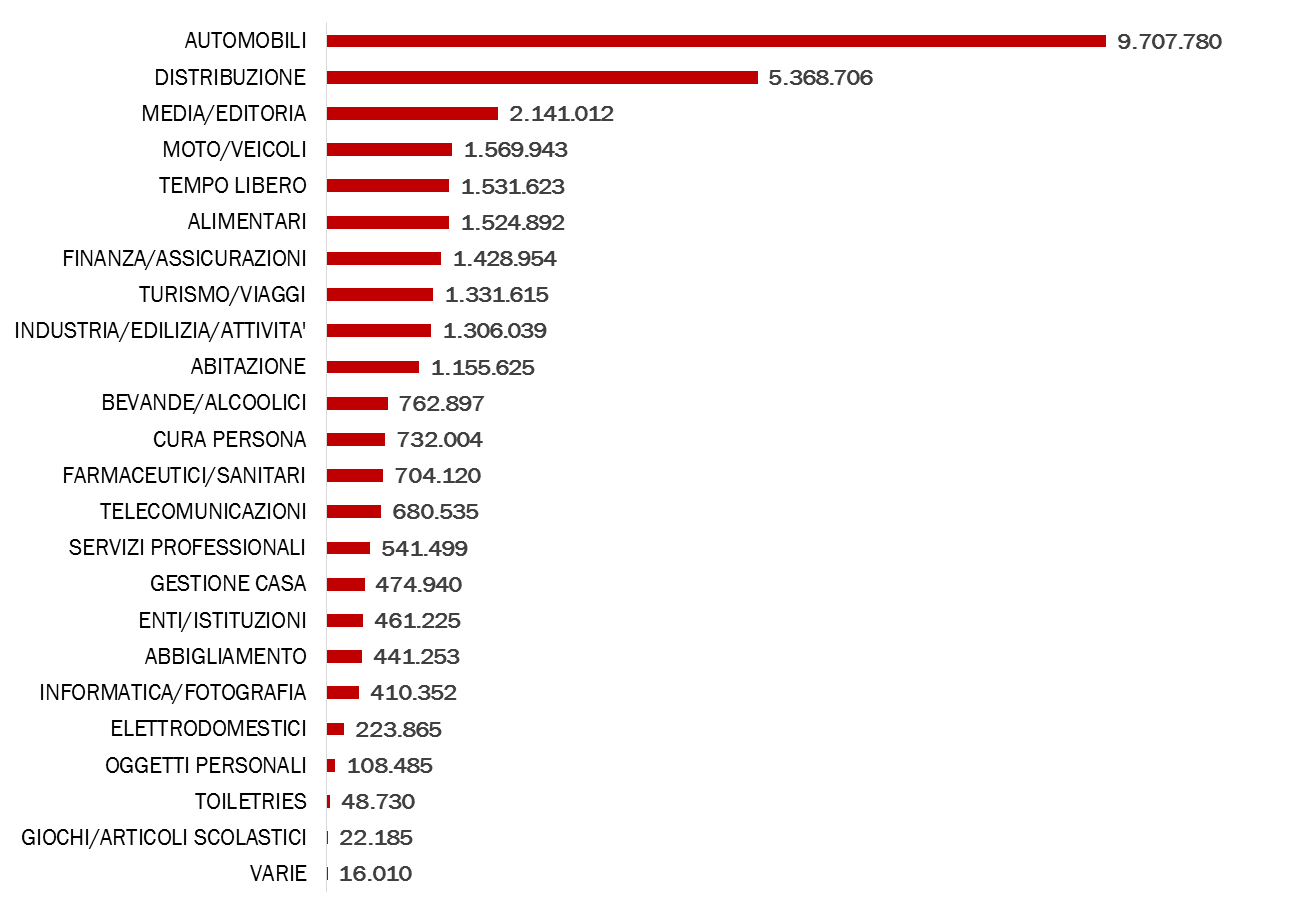 AUTOMOBILI 9.707.780
DISTRIBUZIONE 5.368.706
MEDIA/EDITORIA 2.141.012
MOTO/VEICOLI 1.569.943
TEMPO LIBERO 1.531.623
ALIMENTARI 1.524.892
FINANZA/ASSICURAZIONI 1.428.954
TURISMO/VIAGGI 1.331.615
INDUSTRIA/EDILIZIA/ATTIVITA' 1.306.039
ABITAZIONE 1.155.625
BEVANDE/ALCOOLICI 762.897
CURA PERSONA 732.004
FARMACEUTICI/SANITARI 704.120
TELECOMUNICAZIONI 680.535
SERVIZI PROFESSIONALI 541.499
GESTIONE CASA 474.940
ENTI/ISTITUZIONI 461.225
ABBIGLIAMENTO 441.253
INFORMATICA/FOTOGRAFIA 410.352
ELETTRODOMESTICI 223.865
OGGETTI PERSONALI 108.485
TOILETRIES 48.730
GIOCHI/ARTICOLI SCOLASTICI 22.185
VARIE 16.010